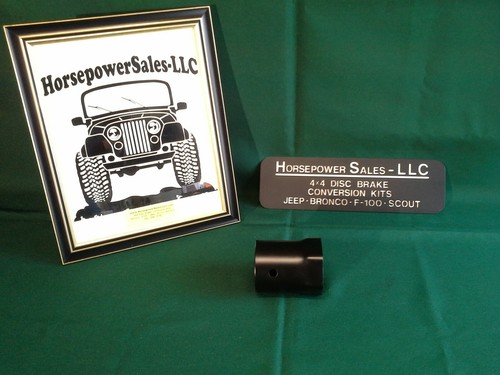 HorsepowerSales-LLC
HORSEPOWER SALES-LLC
4x4 DISC BRAKE
CONVERSION KITS
JEEP·BRONCO·F-100·SCOUT